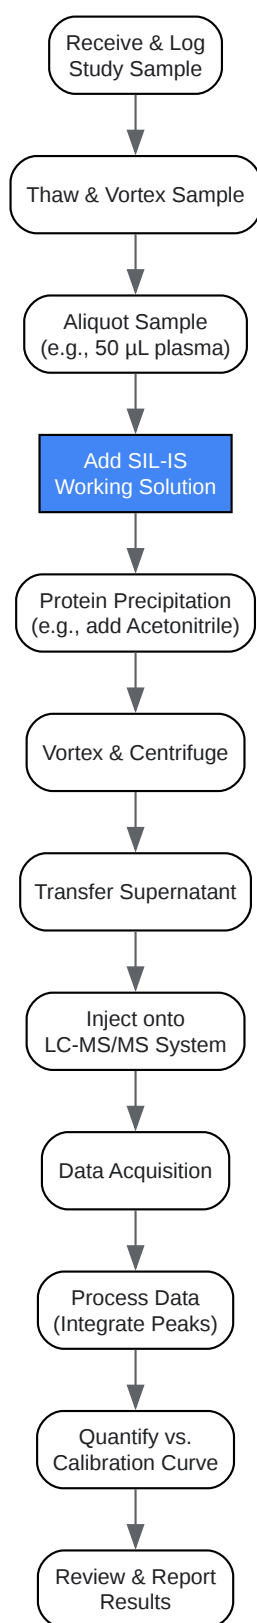 Receive & Log
Study Sample
Thaw & Vortex Sample
Aliquot Sample
(e.g., 50 µL plasma)
Add SIL-IS
Working Solution
Protein Precipitation
(e.g., add Acetonitrile)
Vortex & Centrifuge
Transfer Supernatant
Inject onto
LC-MS/MS System
Data Acquisition
Process Data
(Integrate Peaks)
Quantify vs.
Calibration Curve
Review & Report
Results